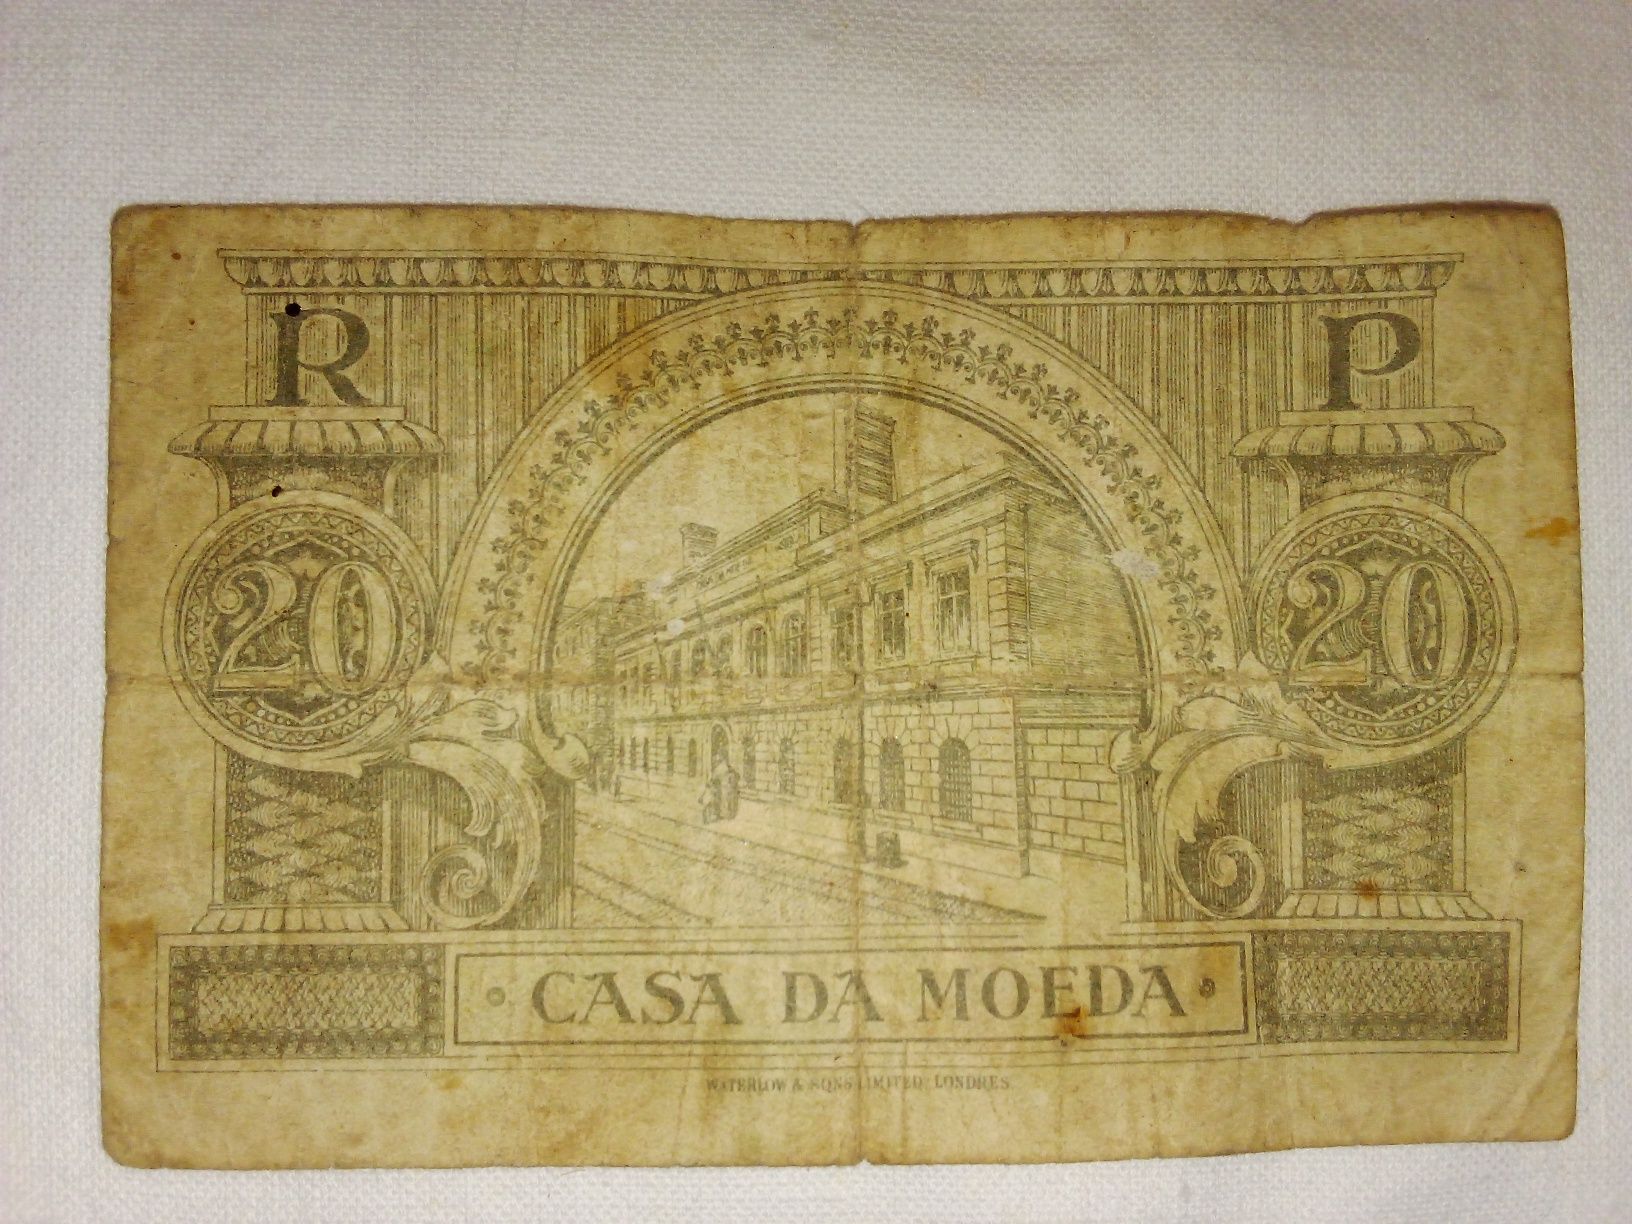 R P
20 20
· CASA DA MOEDA ·
WATERLOW & SONS LIMITED, LONDRES